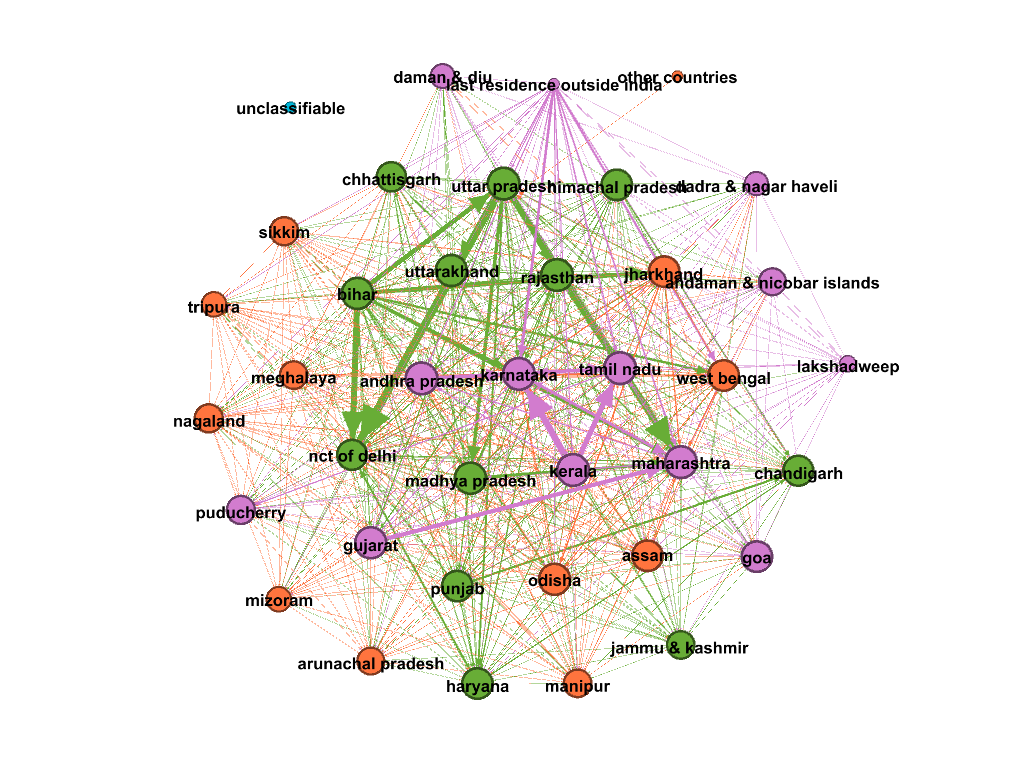 daman & diu
last residence outside india
other countries
unclassifiable
chhattisgarh
uttar pradesh
himachal pradesh
dadra & nagar haveli
sikkim
uttarakhand
rajasthan
jharkhand
andaman & nicobar islands
bihar
tripura
meghalaya
andhra pradesh
karnataka
tamil nadu
west bengal
lakshadweep
nagaland
nct of delhi
madhya pradesh
kerala
maharashtra
chandigarh
puducherry
gujarat
punjab
odisha
assam
goa
mizoram
arunachal pradesh
haryana
manipur
jammu & kashmir